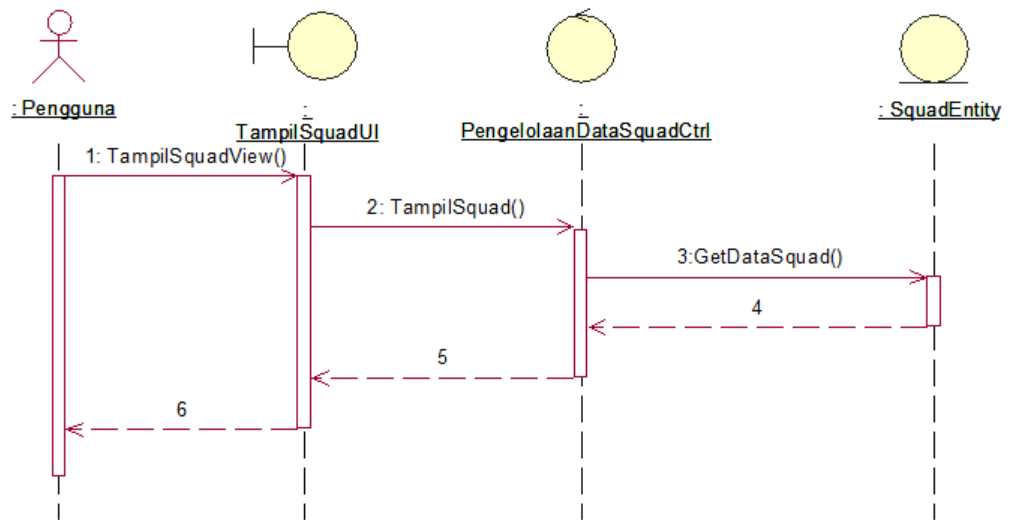 : Pengguna
:
TampilSquadUI
:
PengelolaanDataSquadCtrl
: SquadEntity
1: TampilSquadView()
2: TampilSquad()
3:GetDataSquad()
4
5
6